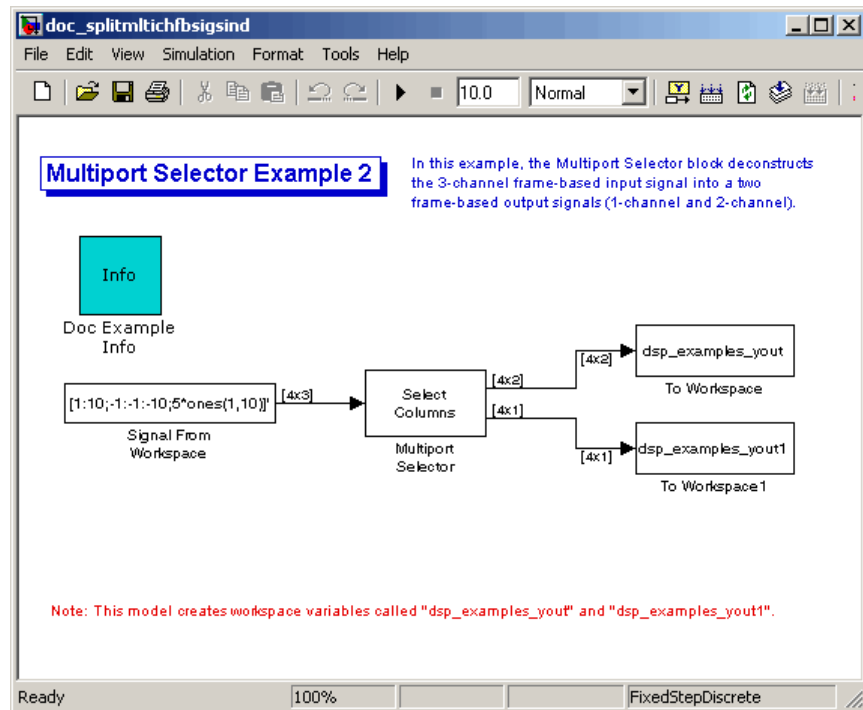 doc_splitmltichfbsigsind
File Edit View Simulation Format Tools Help
10.0 Normal
Multiport Selector Example 2
In this example, the Multiport Selector block deconstructs
the 3-channel frame-based input signal into a two
frame-based output signals (1-channel and 2-channel).
Info
Doc Example
Info
[1:10;-1:-1:-10;5*ones(1,10)]'
Signal From
Workspace
[4x3]
Select
Columns
Multiport
Selector
[4x2]
[4x1]
[4x2]
[4x1]
dsp_examples_yout
To Workspace
dsp_examples_yout1
To Workspace1
Note: This model creates workspace variables called "dsp_examples_yout" and "dsp_examples_yout1".
Ready 100% FixedStepDiscrete